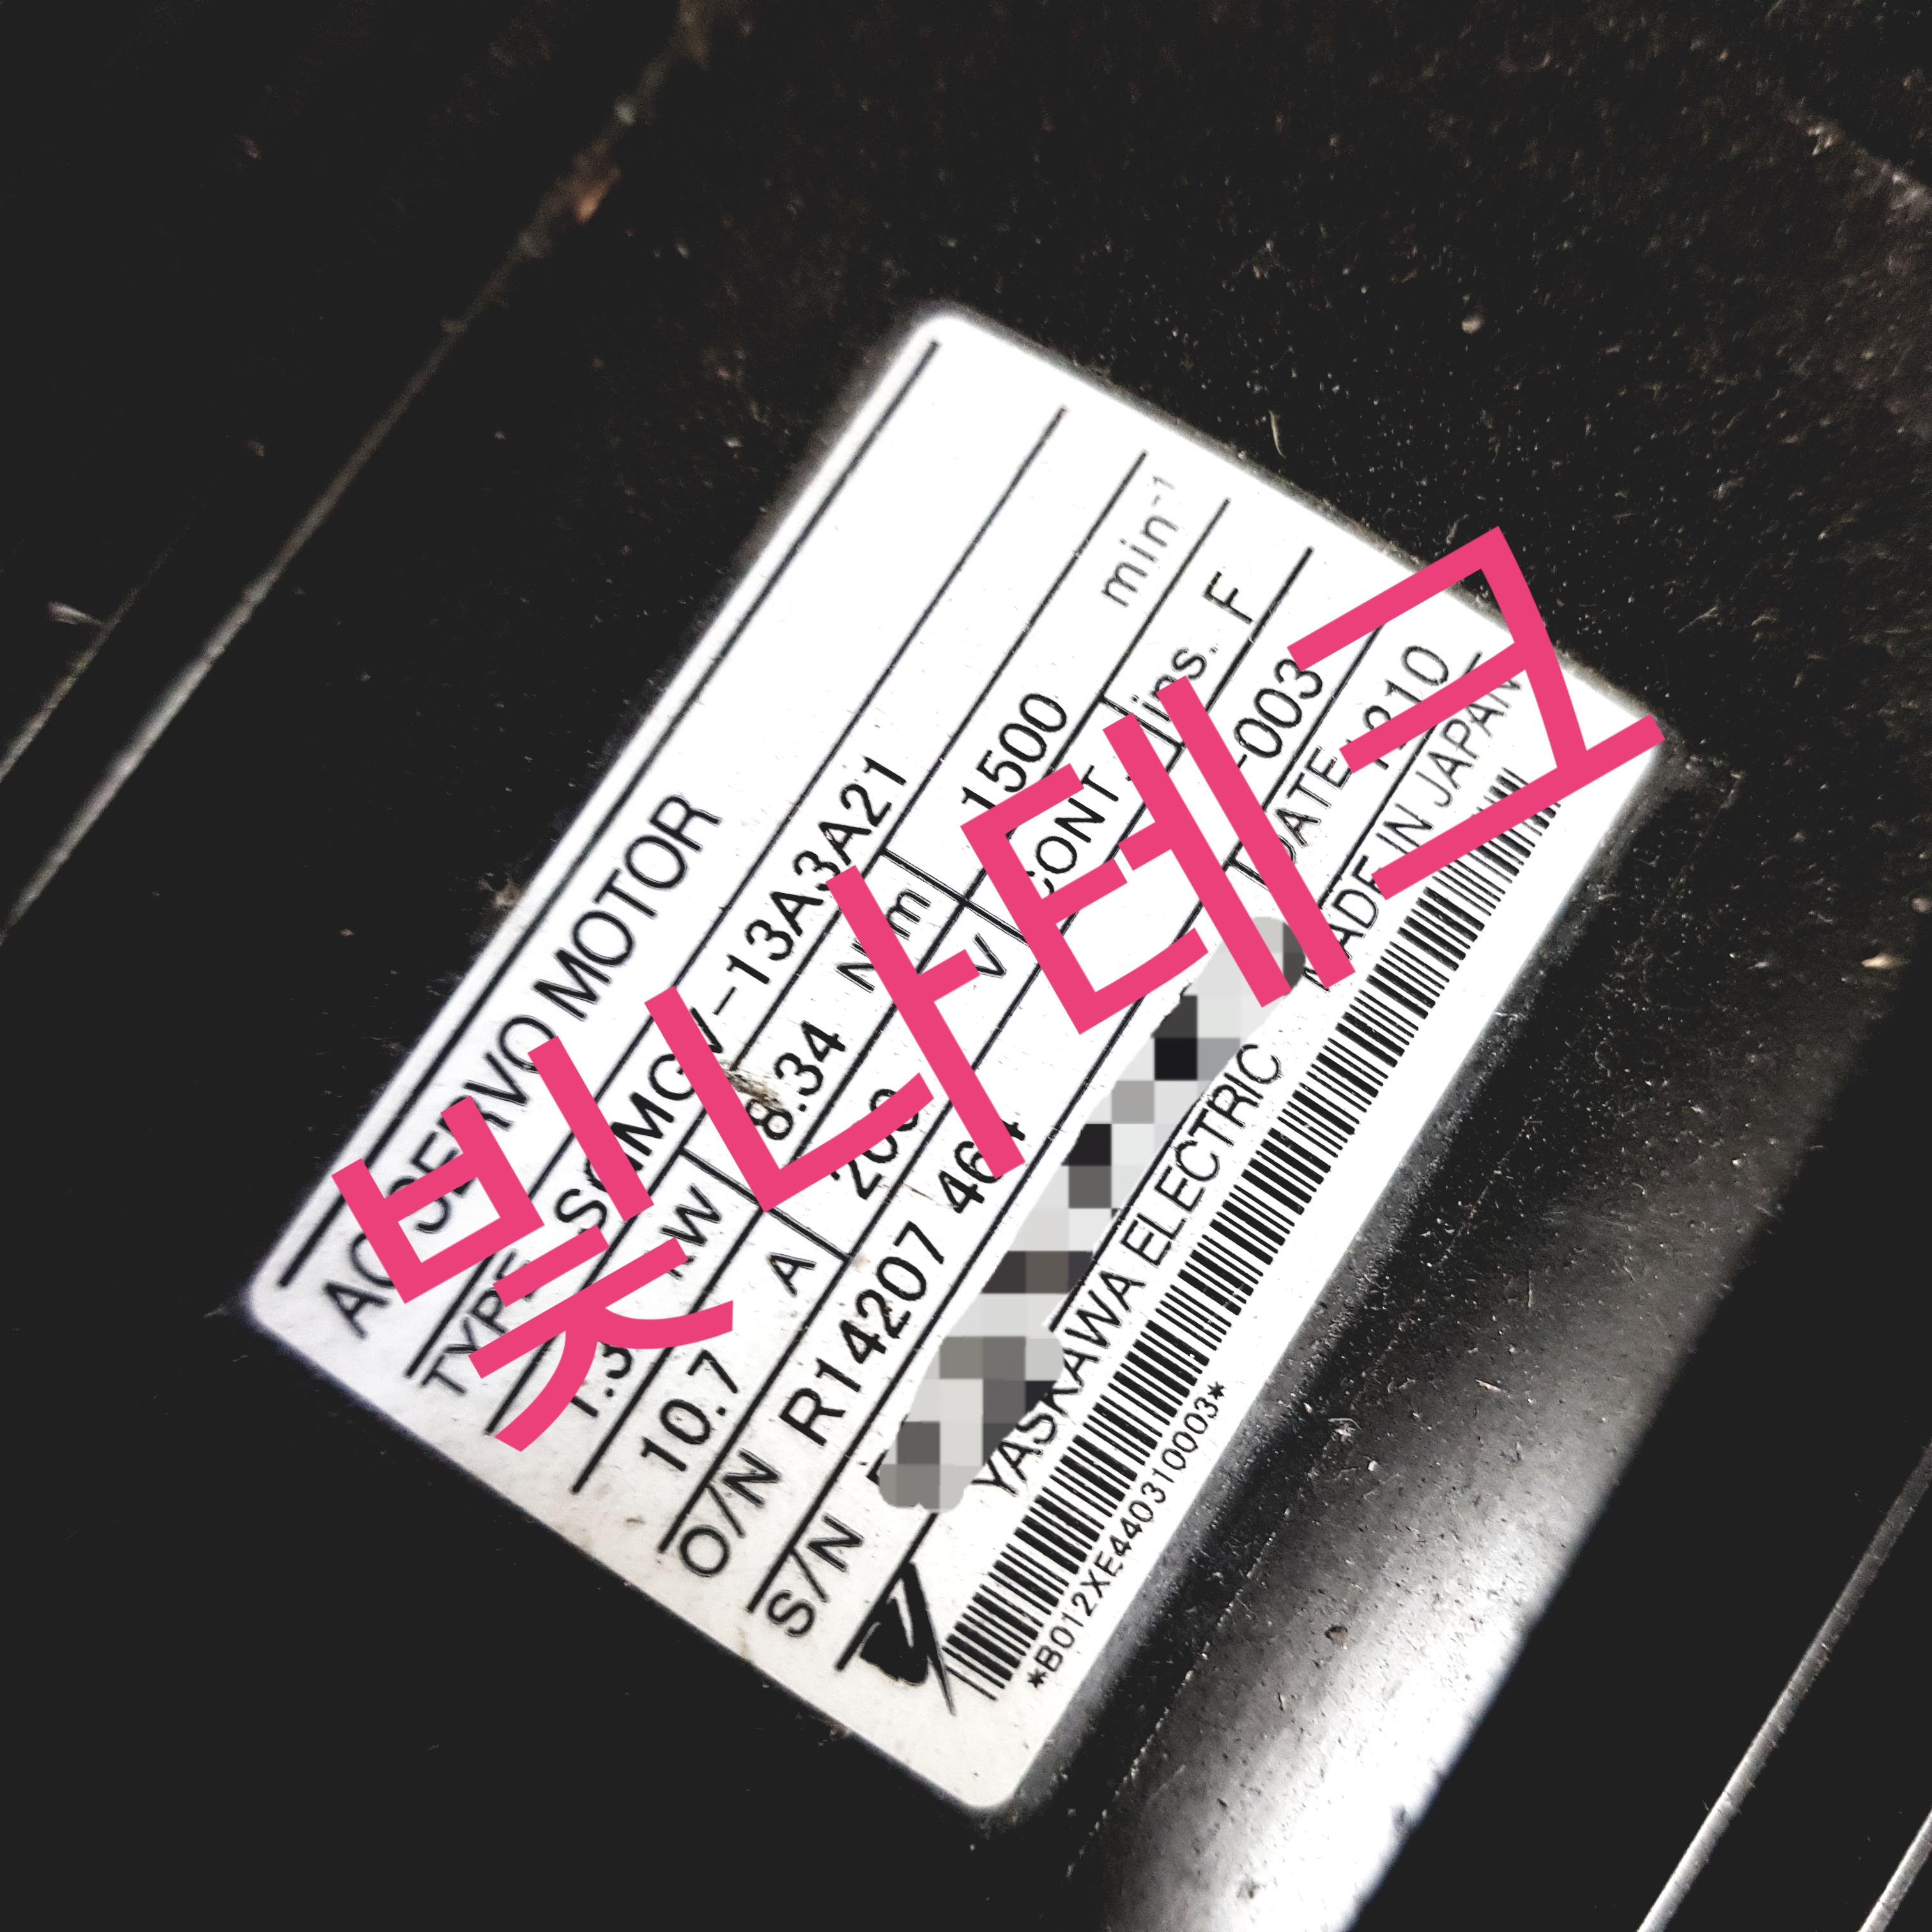 AC SERVO MOTOR
TYPE SGMGV-13A3A21
1.3 kW 8.34 N·m 1500 min⁻¹
10.7 A 200 V CONT Ins. F
O/N R14207 464 -003
S/N DATE 1210
YASKAWA ELECTRIC MADE IN JAPAN
*B012XE440310003*
빛나테크